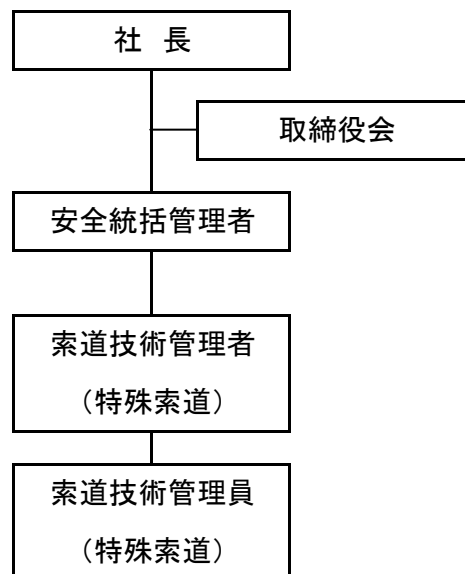 社 長
取締役会
安全統括管理者
索道技術管理者
（特殊索道）
索道技術管理員
（特殊索道）